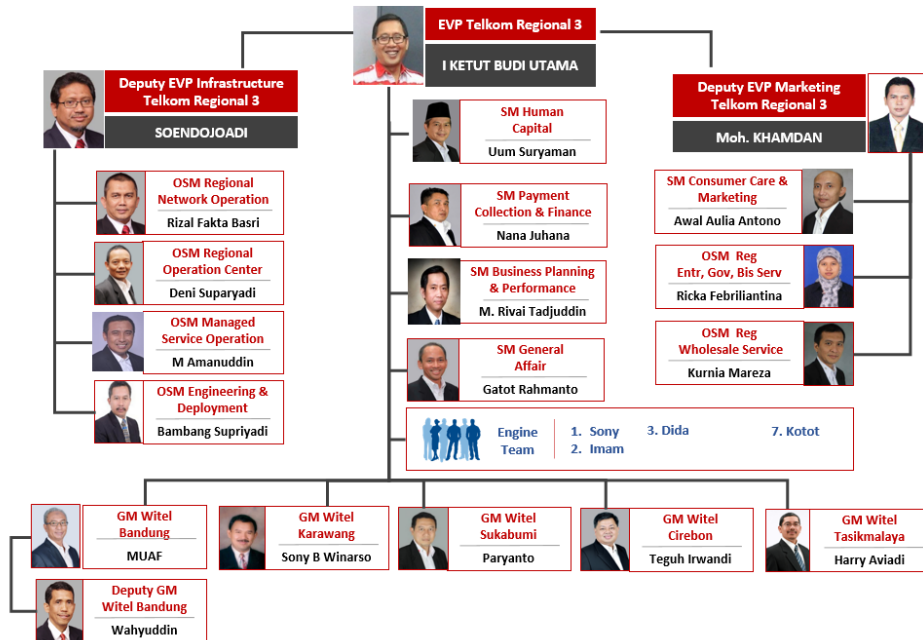 EVP Telkom Regional 3
I KETUT BUDI UTAMA
Deputy EVP Infrastructure
Telkom Regional 3
SOENDOJOADI
Deputy EVP Marketing
Telkom Regional 3
Moh. KHAMDAN
OSM Regional
Network Operation
Rizal Fakta Basri
OSM Regional
Operation Center
Deni Suparyadi
OSM Managed
Service Operation
M Amanuddin
OSM Engineering &
Deployment
Bambang Supriyadi
SM Human
Capital
Uum Suryaman
SM Payment
Collection & Finance
Nana Juhana
SM Business Planning
& Performance
M. Rivai Tadjuddin
SM General
Affair
Gatot Rahmanto
SM Consumer Care &
Marketing
Awal Aulia Antono
OSM Reg
Entr, Gov, Bis Serv
Ricka Febriliantina
OSM Reg
Wholesale Service
Kurnia Mareza
Engine
Team
1. Sony
2. Imam
3. Dida
7. Kotot
GM Witel
Bandung
MUAF
GM Witel
Karawang
Sony B Winarso
GM Witel
Sukabumi
Paryanto
GM Witel
Cirebon
Teguh Irwandi
GM Witel
Tasikmalaya
Harry Aviadi
Deputy GM
Witel Bandung
Wahyuddin